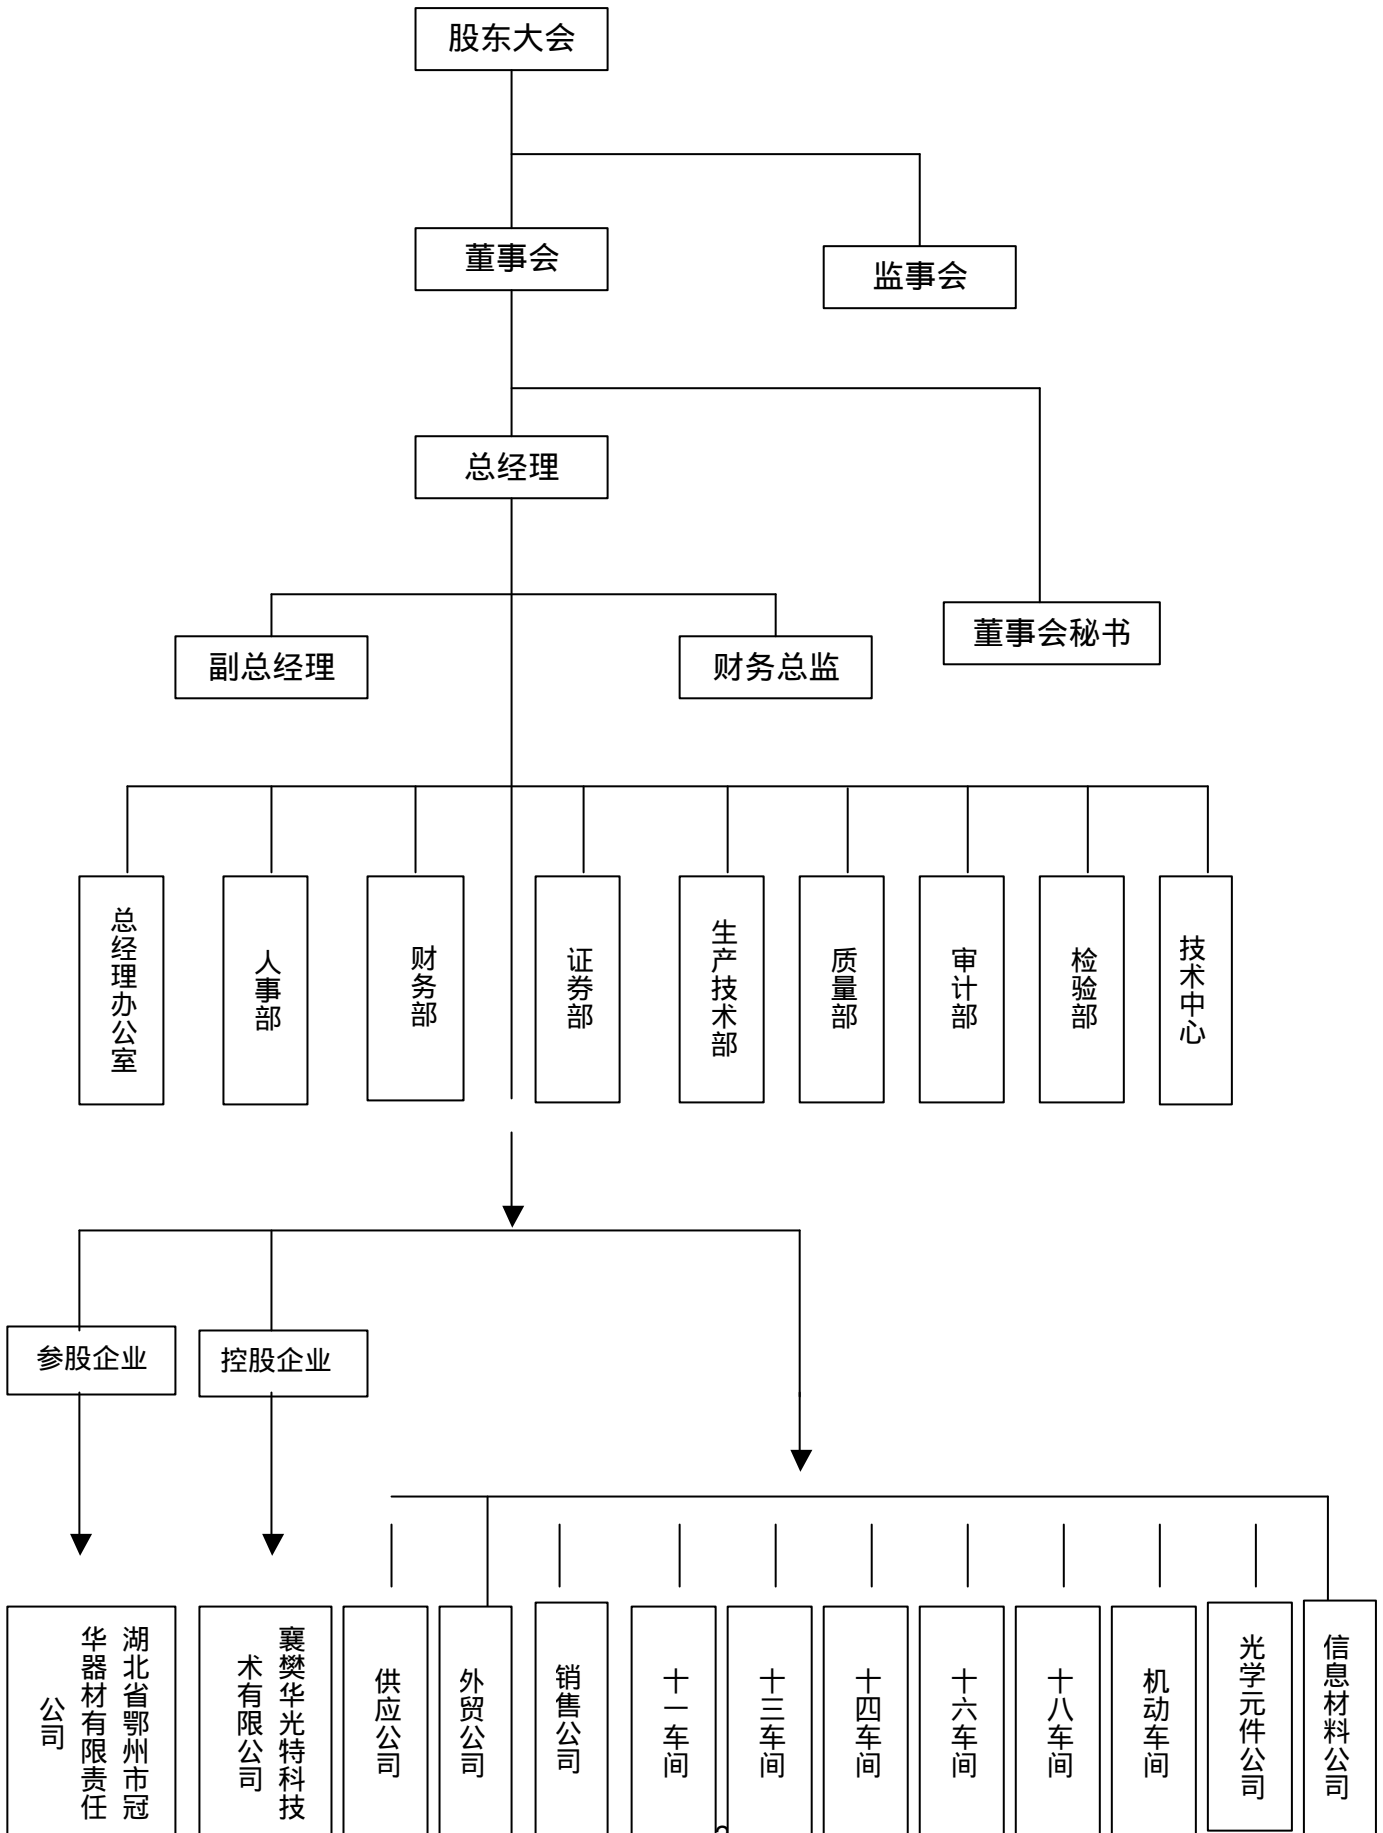 股东大会
董事会
监事会
总经理
董事会秘书
副总经理
财务总监
总经理办公室
人事部
财务部
证券部
生产技术部
质量部
审计部
检验部
技术中心
参股企业
控股企业
湖北省鄂州市冠
华器材有限责任
公司
襄樊华光特科技
术有限公司
供应公司
外贸公司
销售公司
十一车间
十三车间
十四车间
十六车间
十八车间
机动车间
光学元件公司
信息材料公司